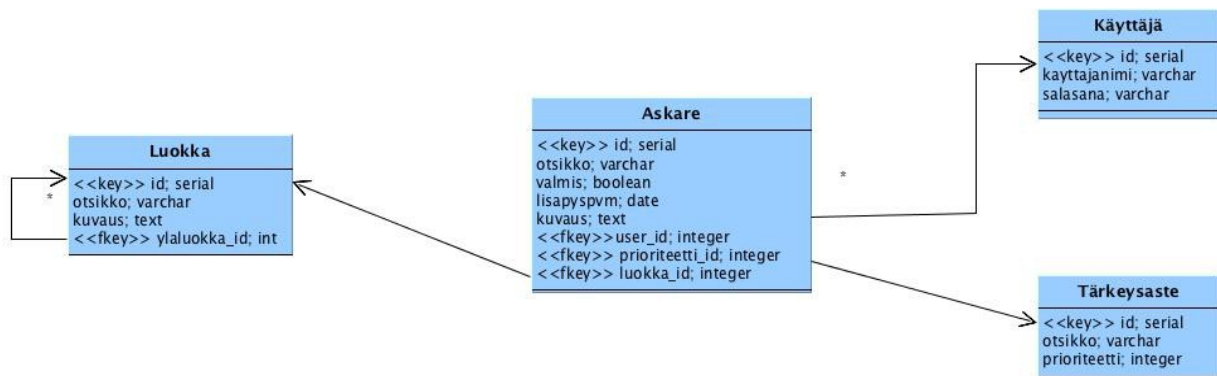 Luokka
<<key>> id; serial
otsikko; varchar
kuvaus; text
<<fkey>> ylaluokka_id; int
*
Askare
<<key>> id; serial
otsikko; varchar
valmis; boolean
lisapyspvm; date
kuvaus; text
<<fkey>>user_id; integer
<<fkey>> prioriteetti_id; integer
<<fkey>> luokka_id; integer
*
Käyttäjä
<<key>> id; serial
kayttajanimi; varchar
salasana; varchar
Tärkeysaste
<<key>> id; serial
otsikko; varchar
prioriteetti; integer